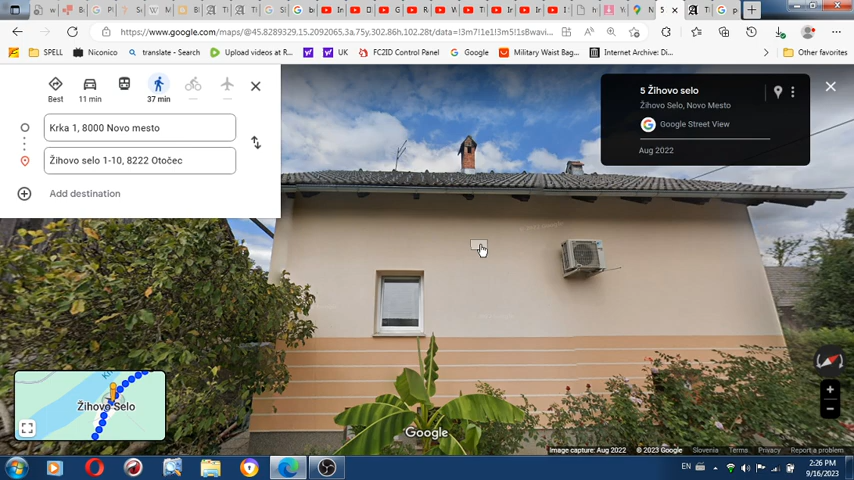 https://www.google.com/maps/@45.8289329,15.2092065,3a,75y,302.86h,102.28t/data=!3m7!1e1!3m5!1s8wavi...
SPELL
Niconico
translate - Search
Upload videos at R...
UK
FC2ID Control Panel
Google
Military Waist Bag...
Internet Archive: Di...
Other favorites
Best
11 min
37 min
Krka 1, 8000 Novo mesto
Žihovo selo 1-10, 8222 Otočec
Add destination
5 Žihovo selo
Žihovo Selo, Novo Mesto
Google Street View
Aug 2022
Žihovo Selo
Google
Image capture: Aug 2022
© 2023 Google
Slovenia
Terms
Privacy
Report a problem
EN
2:26 PM
9/16/2023